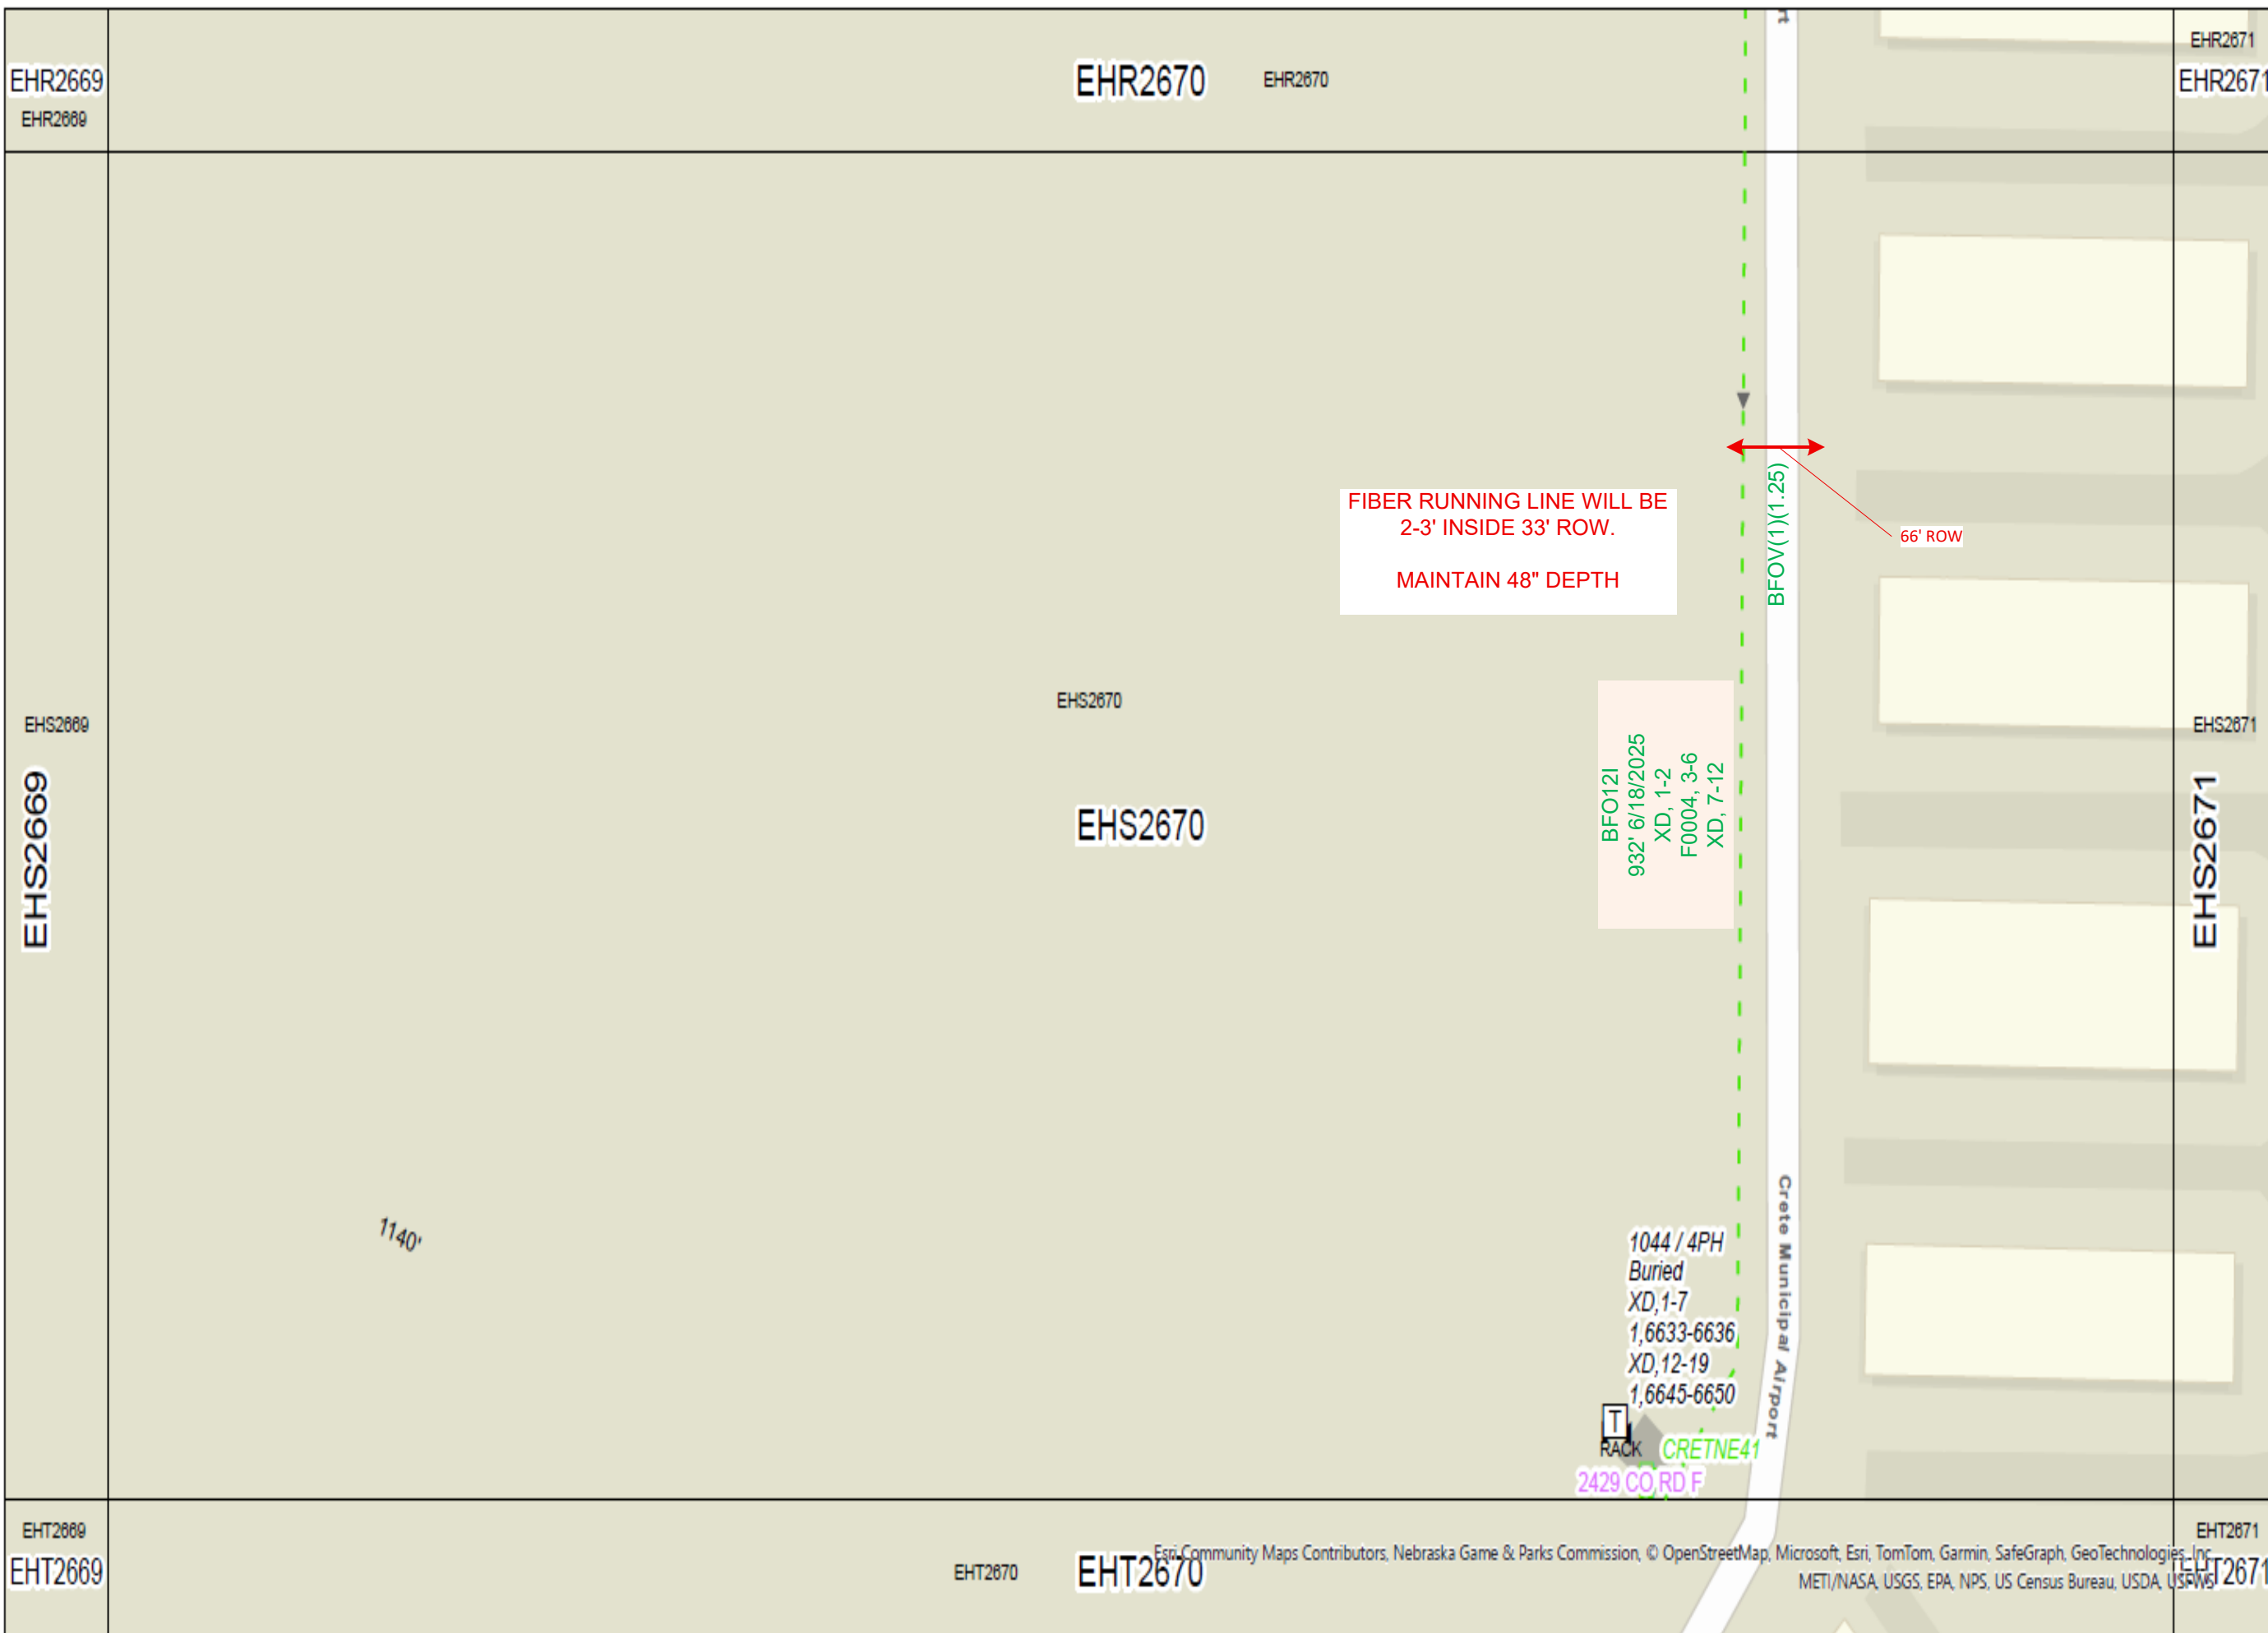 rt
EHR2669
EHR2669
EHR2670
EHR2670
EHR2671
EHR2671
FIBER RUNNING LINE WILL BE
2-3' INSIDE 33' ROW.
MAINTAIN 48" DEPTH
BFOV(1)(1.25)
66' ROW
EHS2669
EHS2669
EHS2670
EHS2670
BFO12I
932' 6/18/2025
XD, 1-2
F0004, 3-6
XD, 7-12
EHS2671
EHS2671
1140'
1044 / 4PH
Buried
XD,1-7
1,6633-6636
XD,12-19
1,6645-6650
Crete Municipal Airport
T
RACK
CRETNE41
2429 CO RD F
EHT2669
EHT2669
EHT2670
EHT2670
EHT2671
EHT2671
Esri Community Maps Contributors, Nebraska Game & Parks Commission, © OpenStreetMap, Microsoft, Esri, TomTom, Garmin, SafeGraph, GeoTechnologies, Inc,
METI/NASA, USGS, EPA, NPS, US Census Bureau, USDA, USFWS